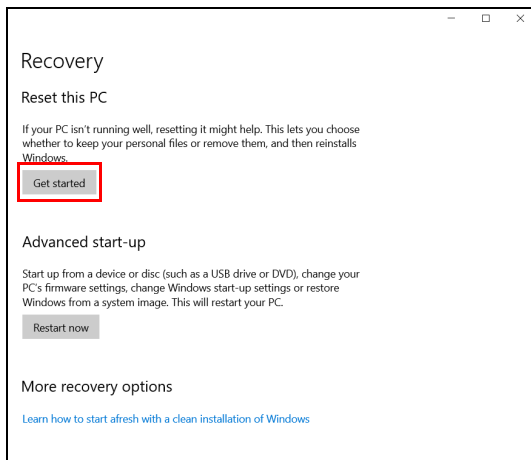 Recovery
Reset this PC
If your PC isn't running well, resetting it might help. This lets you choose
whether to keep your personal files or remove them, and then reinstalls
Windows.
Get started
Advanced start-up
Start up from a device or disc (such as a USB drive or DVD), change your
PC's firmware settings, change Windows start-up settings or restore
Windows from a system image. This will restart your PC.
Restart now
More recovery options
Learn how to start afresh with a clean installation of Windows